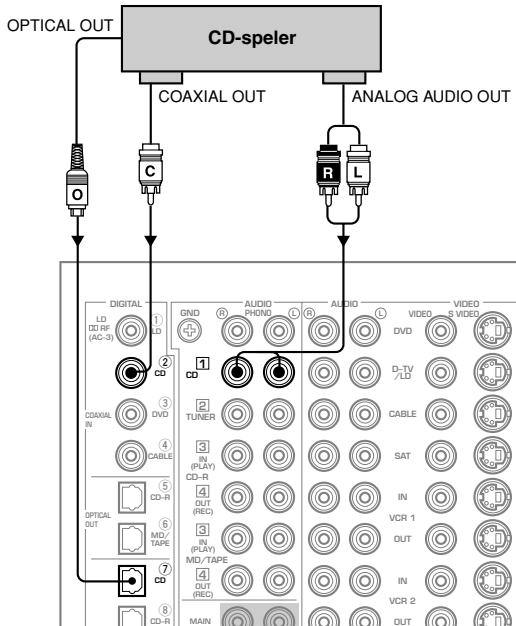 OPTICAL OUT
CD-speler
COAXIAL OUT
ANALOG AUDIO OUT
O
C
R
L
DIGITAL
LD
DD RF
(AC-3)
1
LD
2
CD
COAXIAL
IN
3
DVD
4
CABLE
OPTICAL
OUT
5
CD-R
6
MD/
TAPE
7
CD
8
CD-R
GND
AUDIO
R
PHONO
L
1
CD
2
TUNER
3
IN
(PLAY)
CD-R
4
OUT
(REC)
3
IN
(PLAY)
MD/TAPE
4
OUT
(REC)
MAIN
AUDIO
R
L
VIDEO
VIDEO
S VIDEO
DVD
D-TV
/LD
CABLE
SAT
IN
VCR 1
OUT
IN
VCR 2
OUT